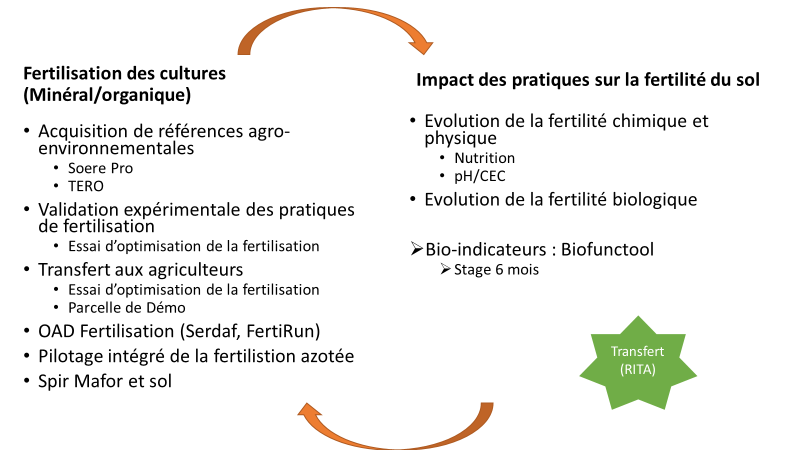 Fertilisation des cultures
(Minéral/organique)
• Acquisition de références agro-
environnementales
• Soere Pro
• TERO
• Validation expérimentale des pratiques
de fertilisation
• Essai d’optimisation de la fertilisation
• Transfert aux agriculteurs
• Essai d’optimisation de la fertilisation
• Parcelle de Démo
• OAD Fertilisation (Serdaf, FertiRun)
• Pilotage intégré de la fertilistion azotée
• Spir Mafor et sol
Impact des pratiques sur la fertilité du sol
• Evolution de la fertilité chimique et
physique
• Nutrition
• pH/CEC
• Evolution de la fertilité biologique
➢Bio-indicateurs : Biofunctool
➢Stage 6 mois
Transfert
(RITA)